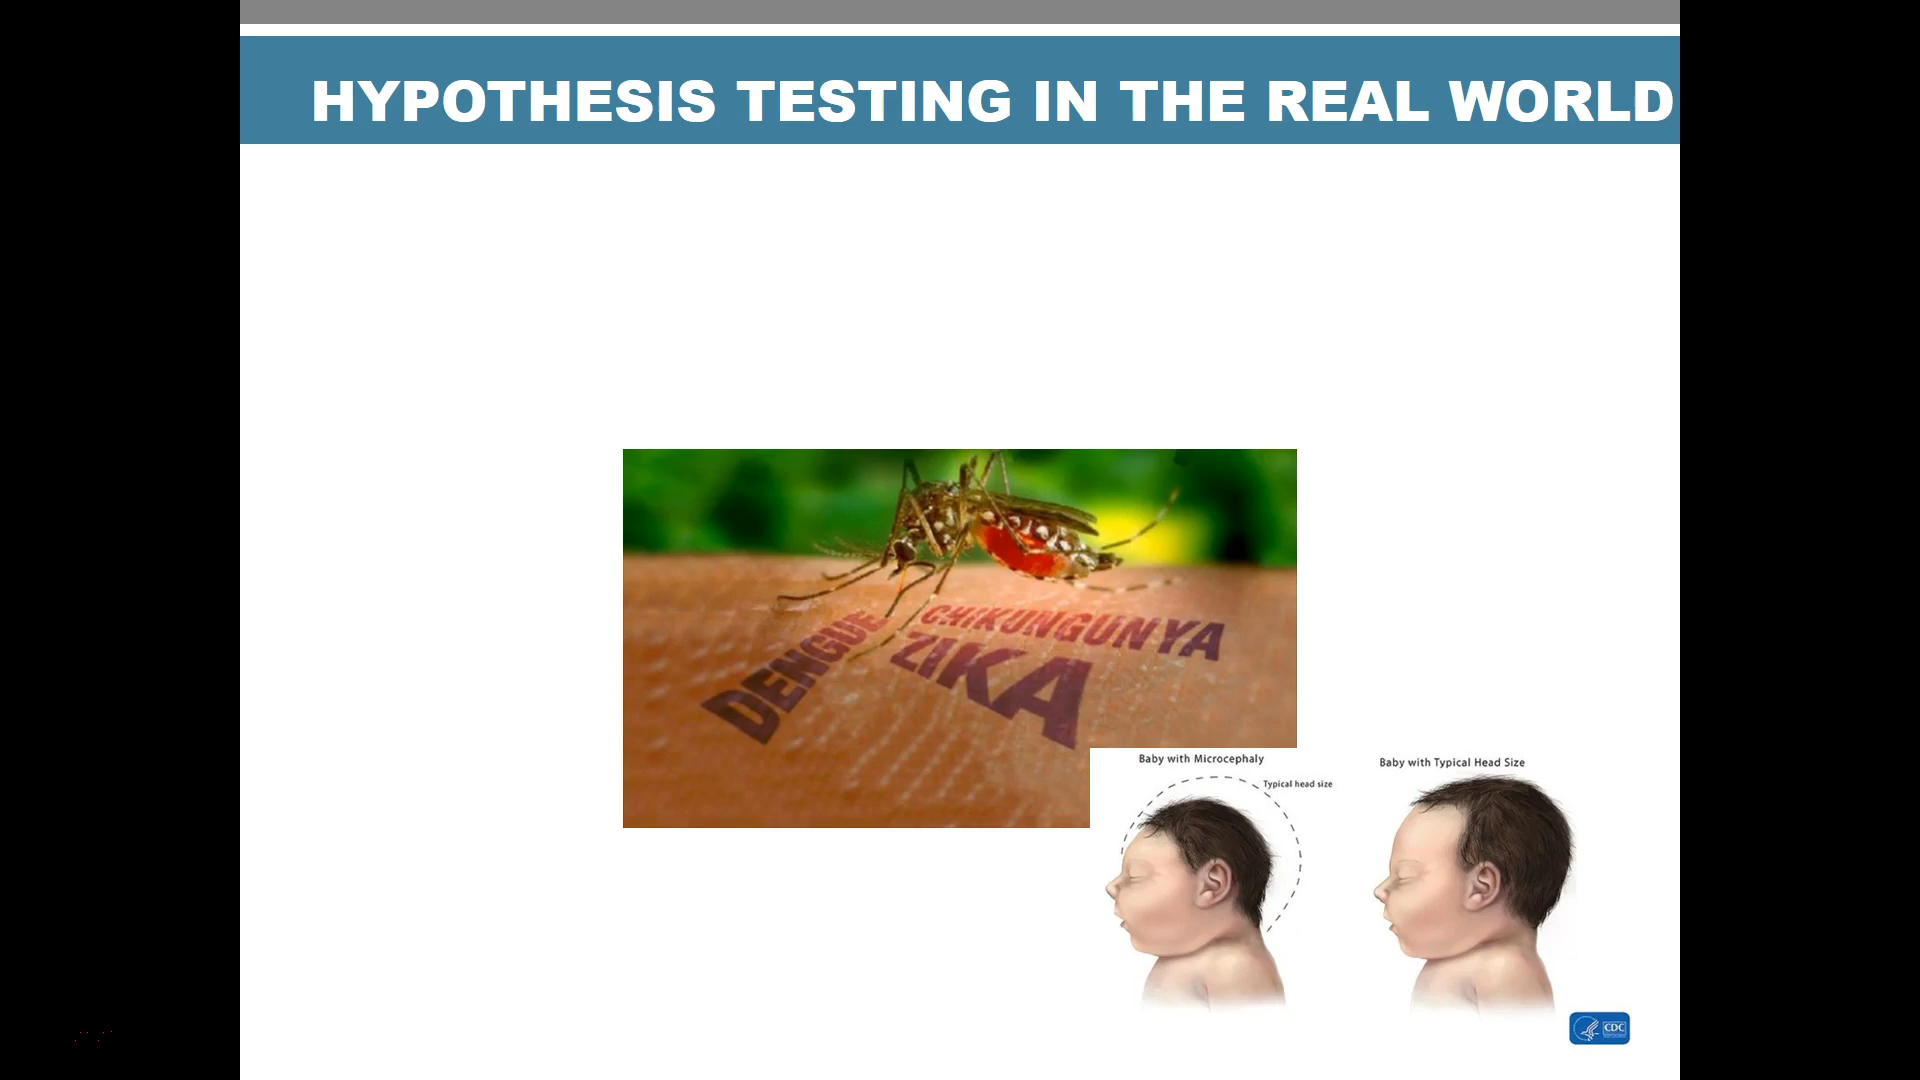 HYPOTHESIS TESTING IN THE REAL WORLD
DENGUE
CHIKUNGUNYA
ZIKA
Baby with Microcephaly
Typical head size
Baby with Typical Head Size
CDC